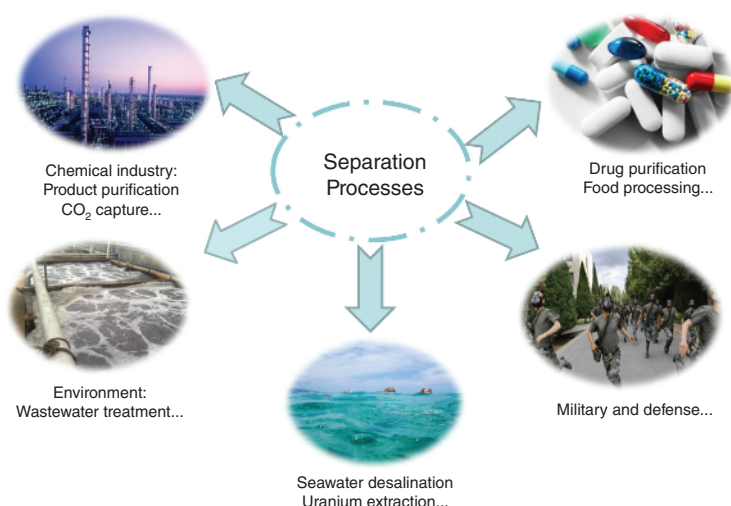 Separation
Processes
Chemical industry:
Product purification
CO₂ capture...
Drug purification
Food processing...
Environment:
Wastewater treatment...
Military and defense...
Seawater desalination
Uranium extraction...